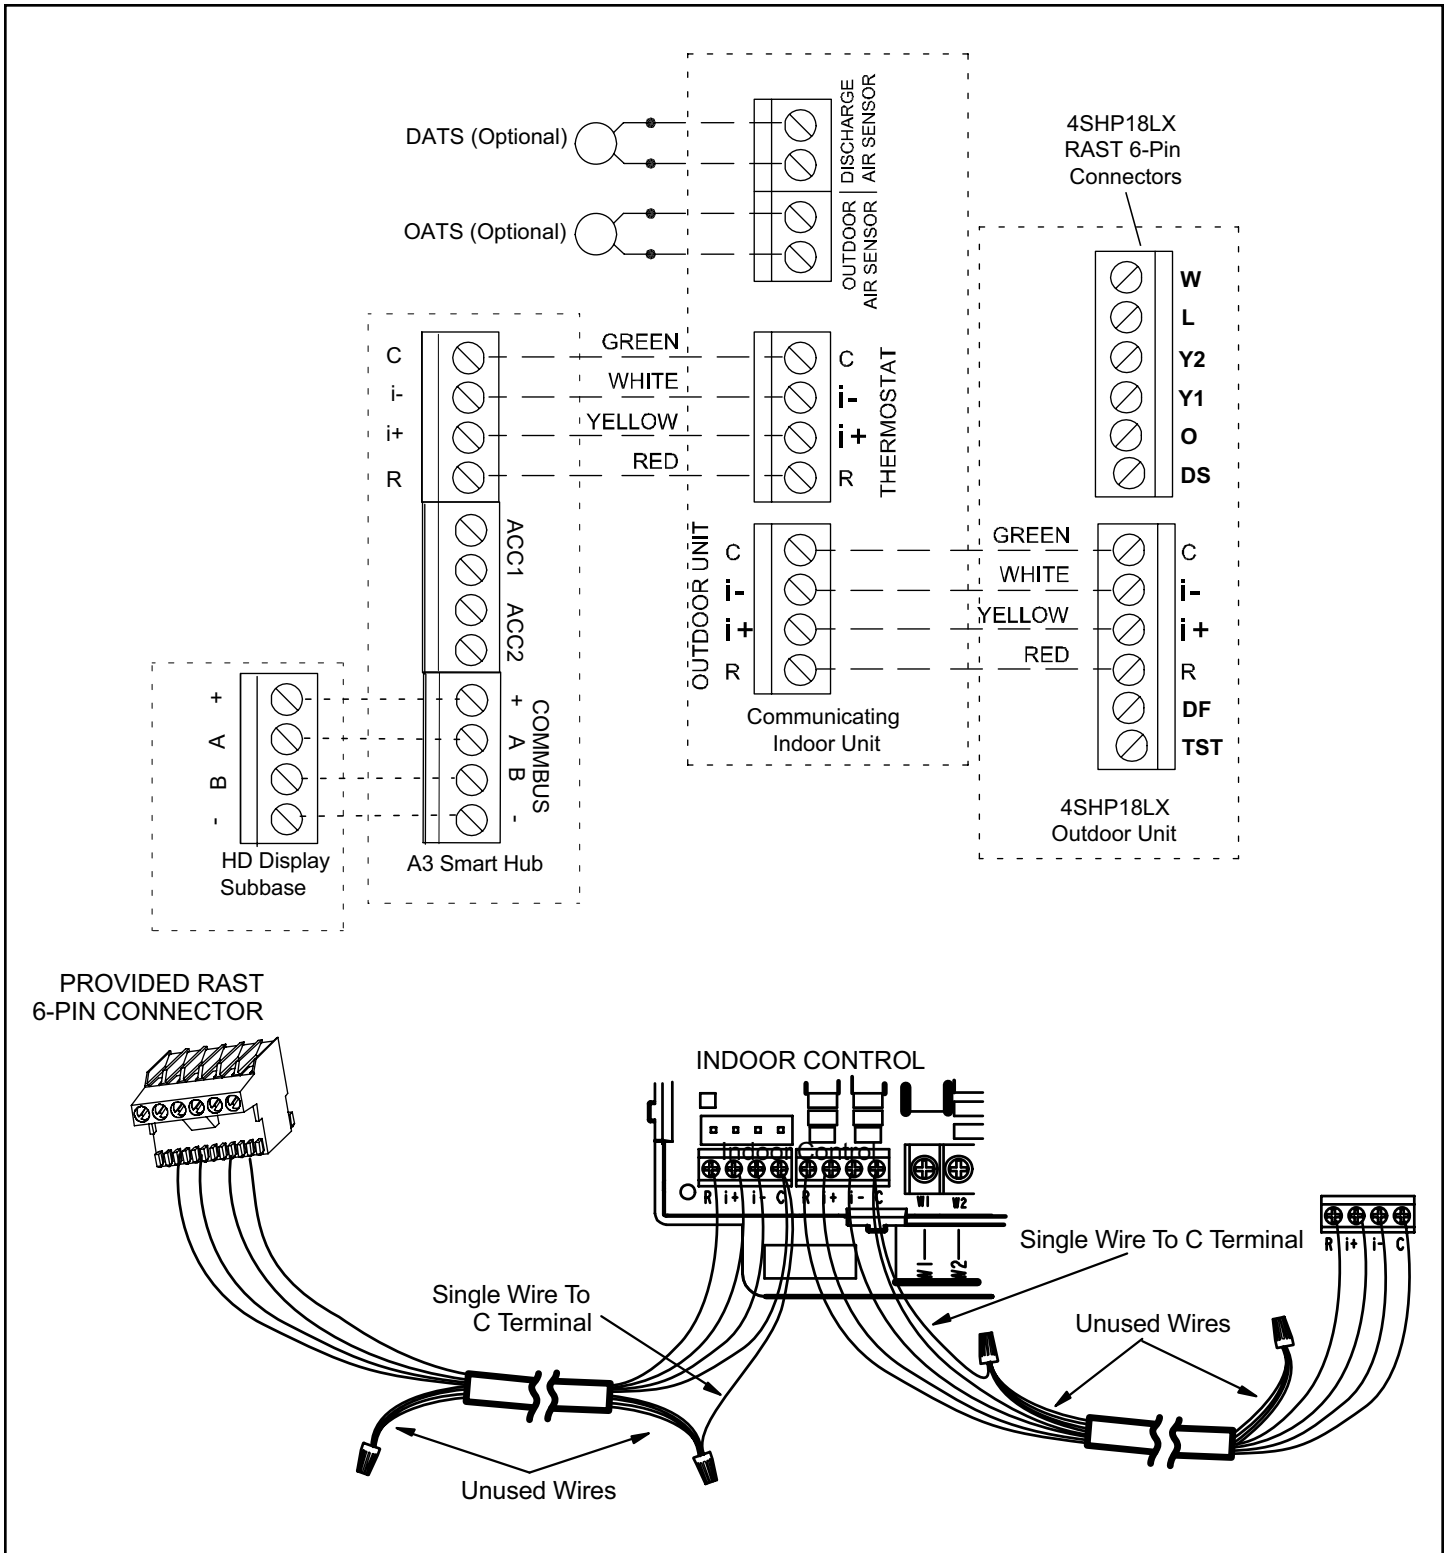 DATS (Optional)
OATS (Optional)
DISCHARGE
AIR SENSOR
OUTDOOR
AIR SENSOR
4SHP18LX
RAST 6-Pin
Connectors
W
L
Y2
Y1
O
DS
C
i-
i+
R
GREEN
WHITE
YELLOW
RED
C
i-
i+
R
THERMOSTAT
ACC1
ACC2
OUTDOOR UNIT
C
i-
i+
R
GREEN
WHITE
YELLOW
RED
C
i-
i+
R
DF
TST
Communicating
Indoor Unit
4SHP18LX
Outdoor Unit
+
A
B
-
+
A
B
-
COMMBUS
HD Display
Subbase
A3 Smart Hub
PROVIDED RAST
6-PIN CONNECTOR
INDOOR CONTROL
Indoor Control
R i+ i- C R i+ i- C
W1 W2
W1
W2
R i+ i- C
Single Wire To C Terminal
Single Wire To
C Terminal
Unused Wires
Unused Wires